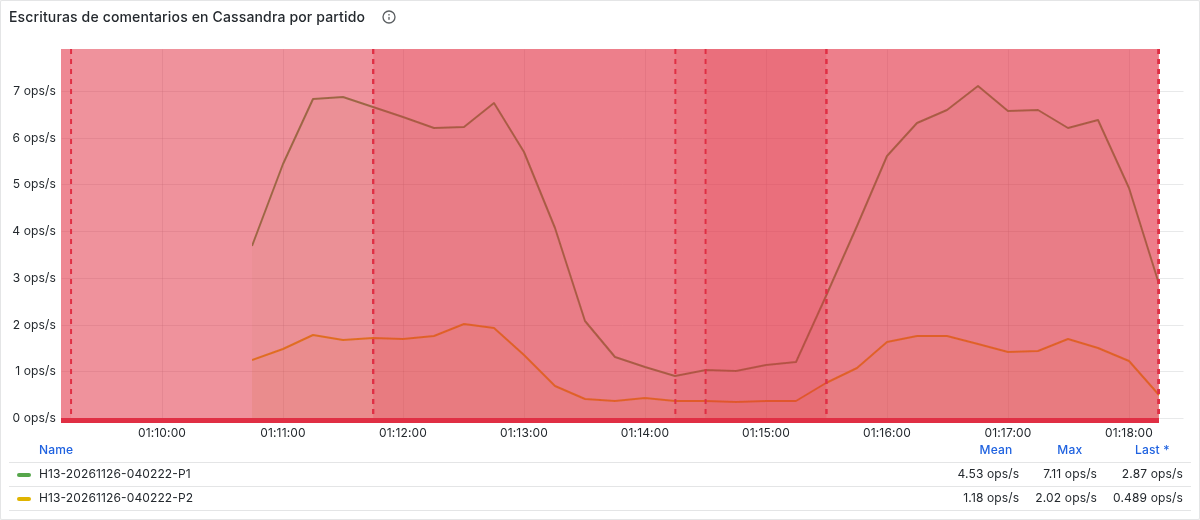 Escrituras de comentarios en Cassandra por partido
7 ops/s
6 ops/s
5 ops/s
4 ops/s
3 ops/s
2 ops/s
1 ops/s
0 ops/s
01:10:00 01:11:00 01:12:00 01:13:00 01:14:00 01:15:00 01:16:00 01:17:00 01:18:00
Name Mean Max Last *
H13-20261126-040222-P1 4.53 ops/s 7.11 ops/s 2.87 ops/s
H13-20261126-040222-P2 1.18 ops/s 2.02 ops/s 0.489 ops/s